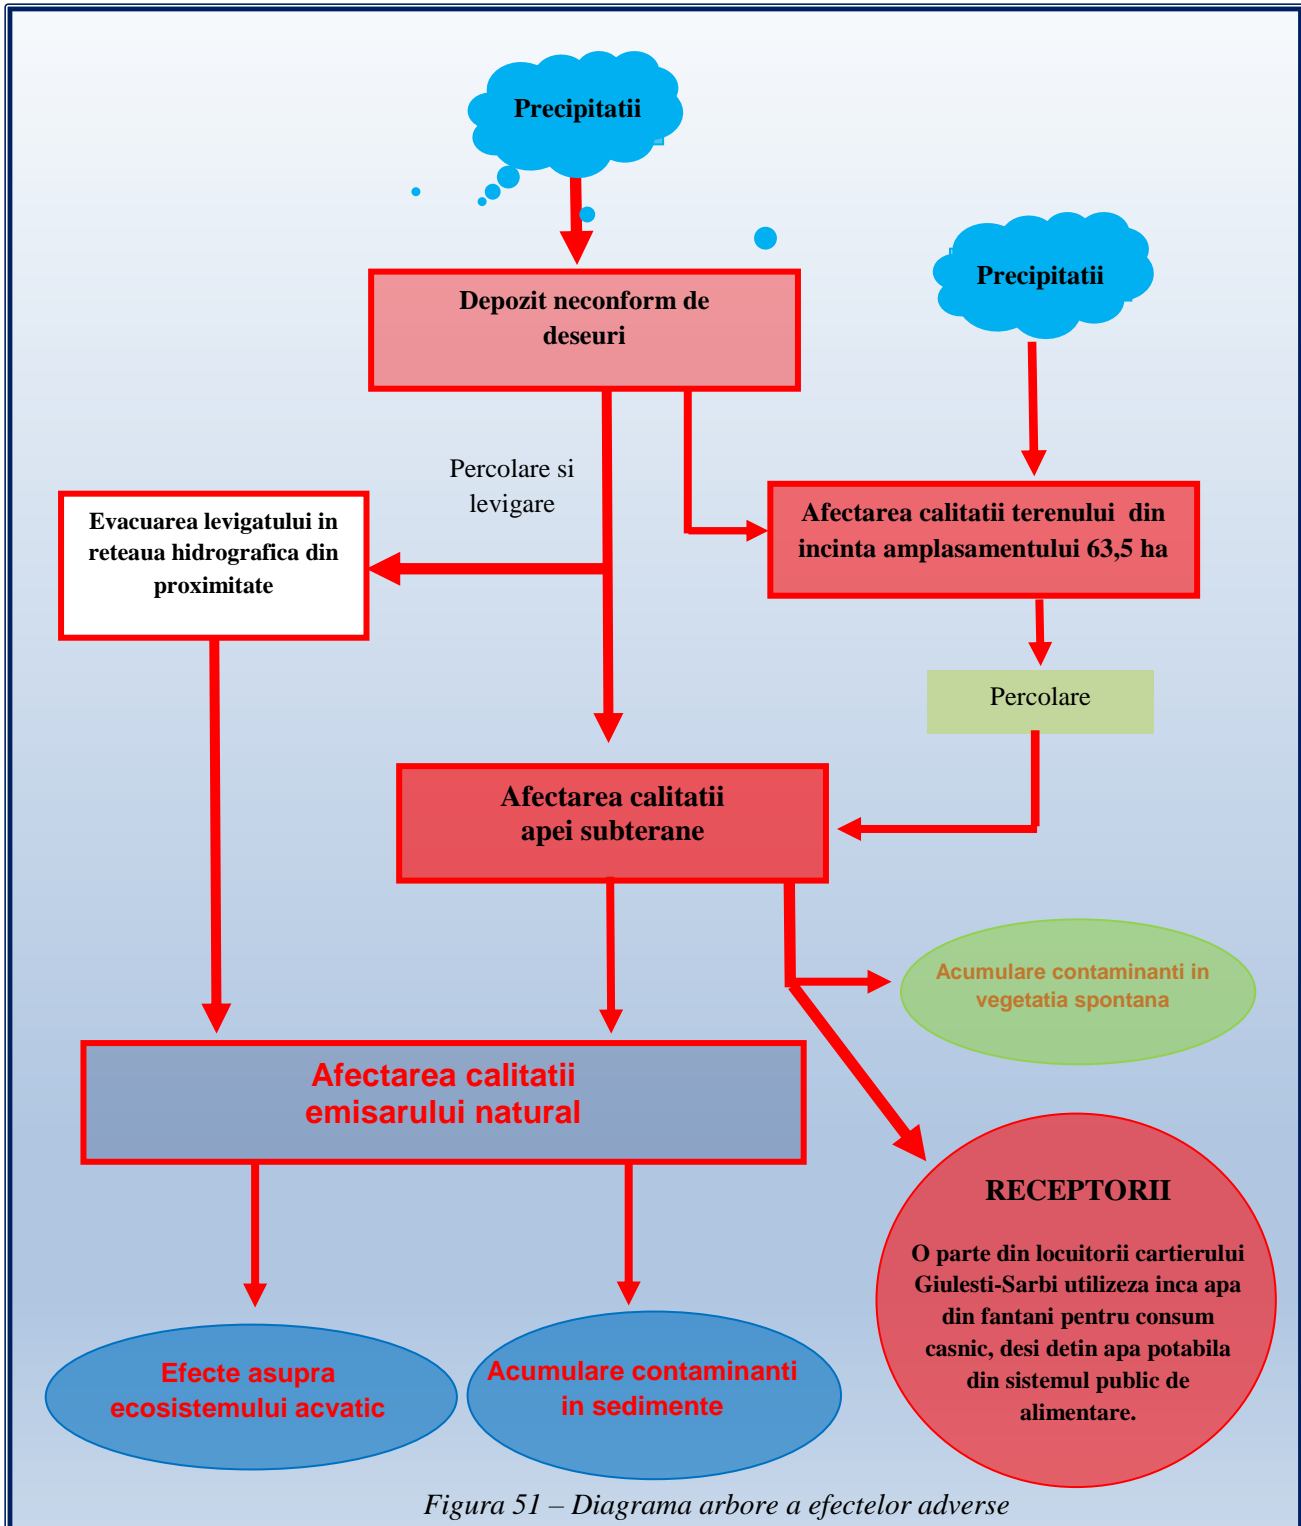 Precipitatii
Precipitatii
Depozit neconform de
deseuri
Percolare si
levigare
Evacuarea levigatului in
reteaua hidrografica din
proximitate
Afectarea calitatii terenului din
incinta amplasamentului 63,5 ha
Percolare
Afectarea calitatii
apei subterane
Acumulare contaminanti in
vegetatia spontana
Afectarea calitatii
emisarului natural
RECEPTORII
O parte din locuitorii cartierului
Giulesti-Sarbi utilizeza inca apa
din fantani pentru consum
casnic, desi detin apa potabila
din sistemul public de
alimentare.
Efecte asupra
ecosistemului acvatic
Acumulare contaminanti
in sedimente
Figura 51 – Diagrama arbore a efectelor adverse